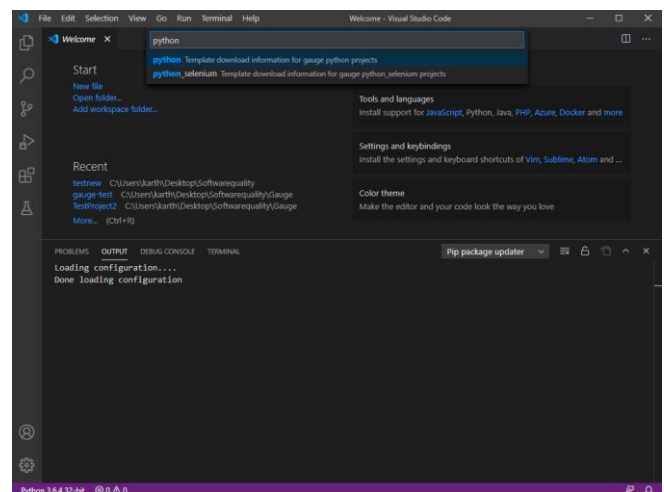 File Edit Selection View Go Run Terminal Help Welcome - Visual Studio Code
Welcome
python
python Template download information for gauge python projects
python_selenium Template download information for gauge python_selenium projects
Start
New file
Open folder...
Add workspace folder...
Recent
testnew C:\Users\karth\Desktop\Softwarequality
gauge-test C:\Users\karth\Desktop\Softwarequality\Gauge
TestProject2 C:\Users\karth\Desktop\Softwarequality\Gauge
More... (Ctrl+R)
Tools and languages
Install support for JavaScript, Python, Java, PHP, Azure, Docker and more
Settings and keybindings
Install the settings and keyboard shortcuts of Vim, Sublime, Atom and ...
Color theme
Make the editor and your code look the way you love
PROBLEMS OUTPUT DEBUG CONSOLE TERMINAL Pip package updater
Loading configuration....
Done loading configuration
Python 3.6.4 32-bit 0 0